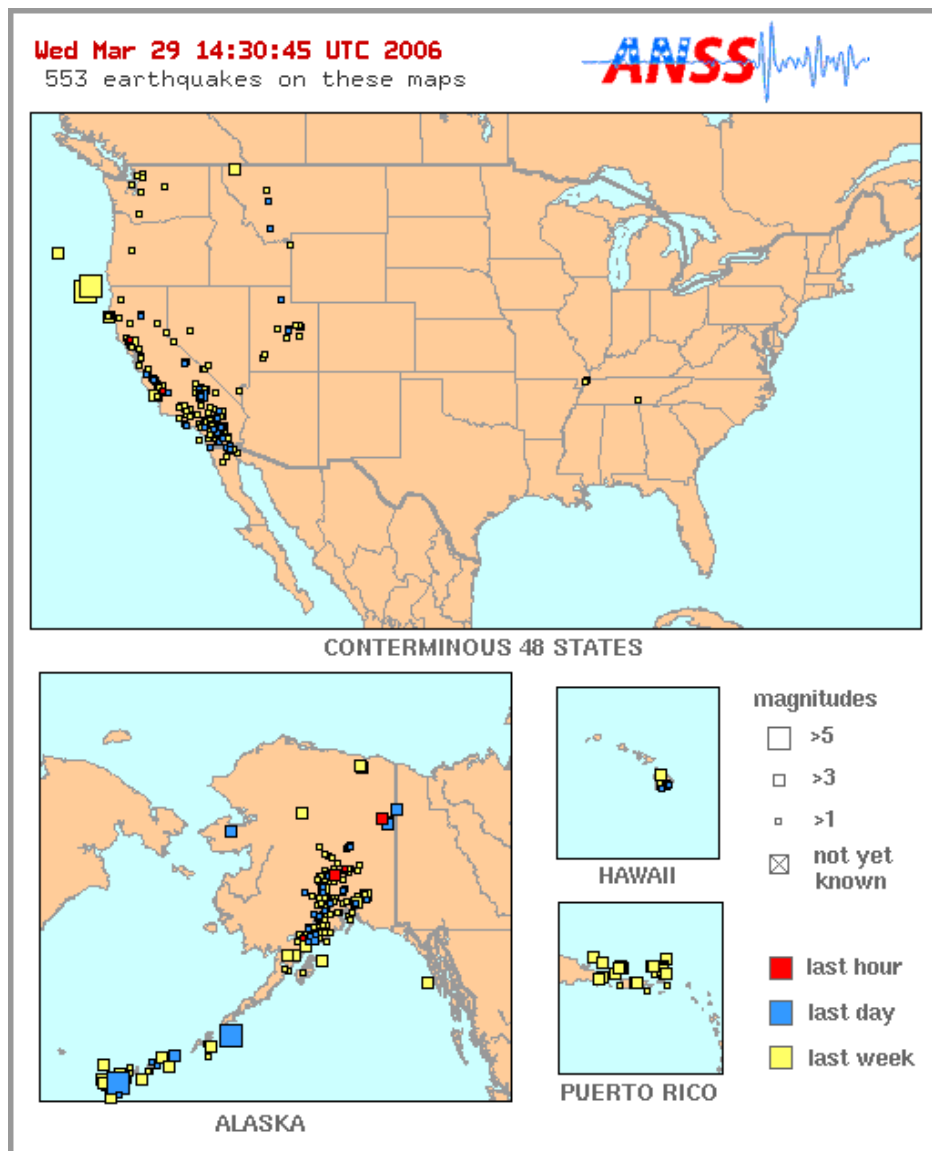 Wed Mar 29 14:30:45 UTC 2006
553 earthquakes on these maps
ANSS
CONTERMINOUS 48 STATES
magnitudes
>5
>3
>1
not yet
known
HAWAII
last hour
last day
last week
PUERTO RICO
ALASKA